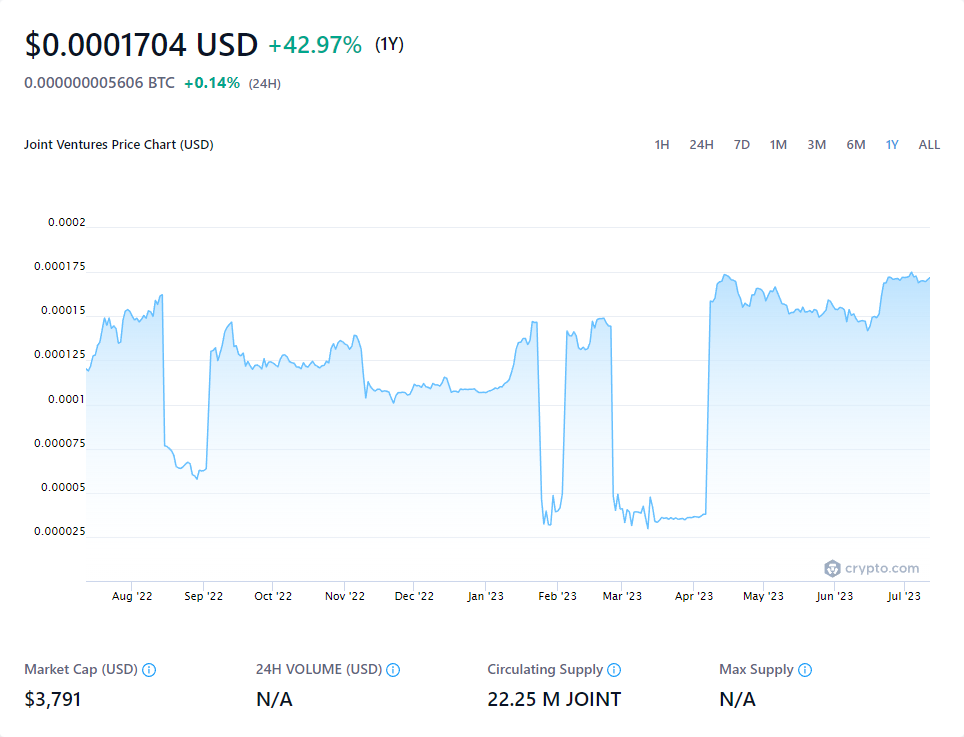 $0.0001704 USD +42.97% (1Y)
0.000000005606 BTC +0.14% (24H)
Joint Ventures Price Chart (USD)
1H 24H 7D 1M 3M 6M 1Y ALL
0.0002
0.000175
0.00015
0.000125
0.0001
0.000075
0.00005
0.000025
crypto.com
Aug '22 Sep '22 Oct '22 Nov '22 Dec '22 Jan '23 Feb '23 Mar '23 Apr '23 May '23 Jun '23 Jul '23
Market Cap (USD) 24H VOLUME (USD) Circulating Supply Max Supply
$3,791 N/A 22.25 M JOINT N/A